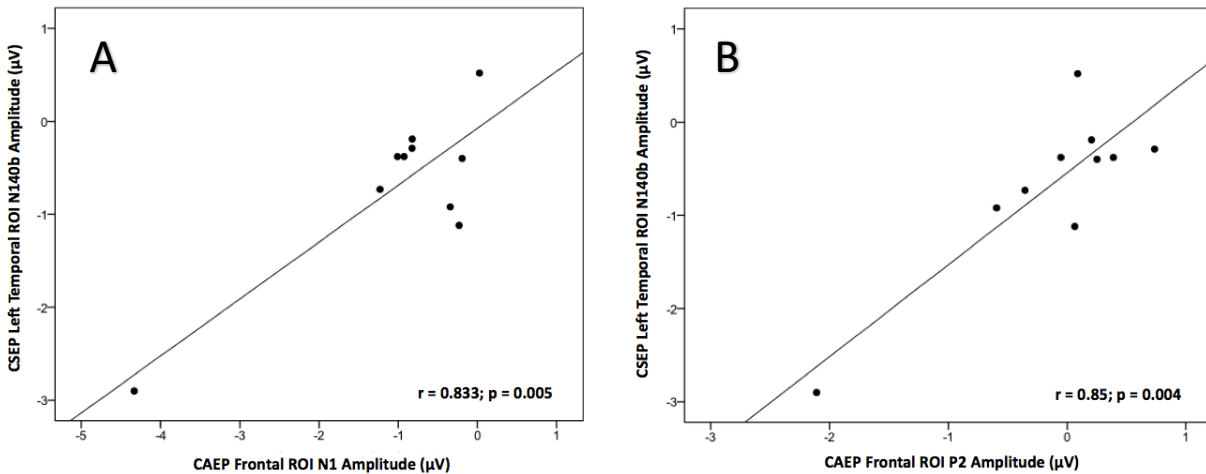 A
CSEP Left Temporal ROI N140b Amplitude (µV)
1
0
-1
-2
-3
r = 0.833; p = 0.005
-5
-4
-3
-2
-1
0
1
CAEP Frontal ROI N1 Amplitude (µV)
B
CSEP Left Temporal ROI N140b Amplitude (µV)
1
0
-1
-2
-3
r = 0.85; p = 0.004
-3
-2
-1
0
1
CAEP Frontal ROI P2 Amplitude (µV)